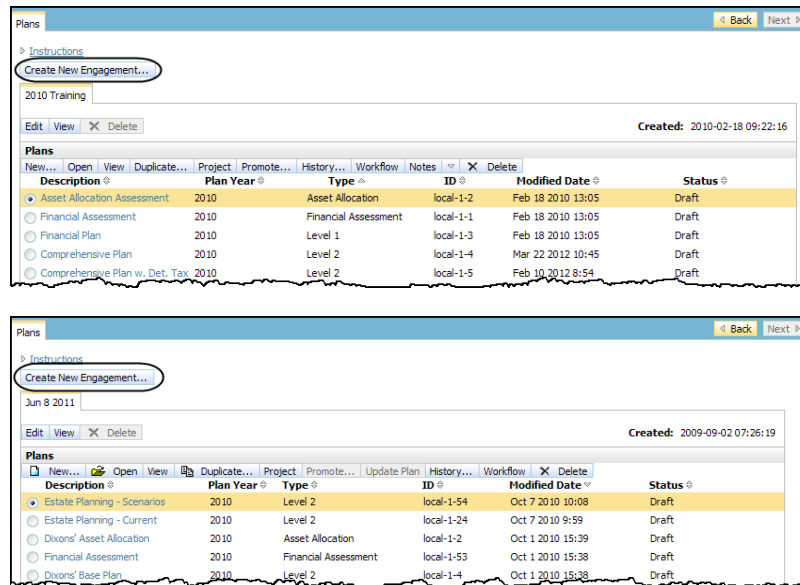 Plans Back Next
Instructions
Create New Engagement...
2010 Training
Edit View Delete Created: 2010-02-18 09:22:16
Plans
New... Open View Duplicate... Project Promote... History... Workflow Notes Delete
Description Plan Year Type ID Modified Date Status
Asset Allocation Assessment 2010 Asset Allocation local-1-2 Feb 18 2010 13:05 Draft
Financial Assessment 2010 Financial Assessment local-1-1 Feb 18 2010 13:05 Draft
Financial Plan 2010 Level 1 local-1-3 Feb 18 2010 13:05 Draft
Comprehensive Plan 2010 Level 2 local-1-4 Mar 22 2012 10:45 Draft
Comprehensive Plan w. Det. Tax 2010 Level 2 local-1-5 Feb 10 2012 8:54 Draft
Plans Back Next
Instructions
Create New Engagement...
Jun 8 2011
Edit View Delete Created: 2009-09-02 07:26:19
Plans
New... Open View Duplicate... Project Promote... Update Plan History... Workflow Delete
Description Plan Year Type ID Modified Date Status
Estate Planning - Scenarios 2010 Level 2 local-1-54 Oct 7 2010 10:08 Draft
Estate Planning - Current 2010 Level 2 local-1-24 Oct 7 2010 9:59 Draft
Dixons' Asset Allocation 2010 Asset Allocation local-1-2 Oct 1 2010 15:39 Draft
Financial Assessment 2010 Financial Assessment local-1-53 Oct 1 2010 15:38 Draft
Dixons' Base Plan 2010 Level 2 local-1-4 Oct 1 2010 15:38 Draft